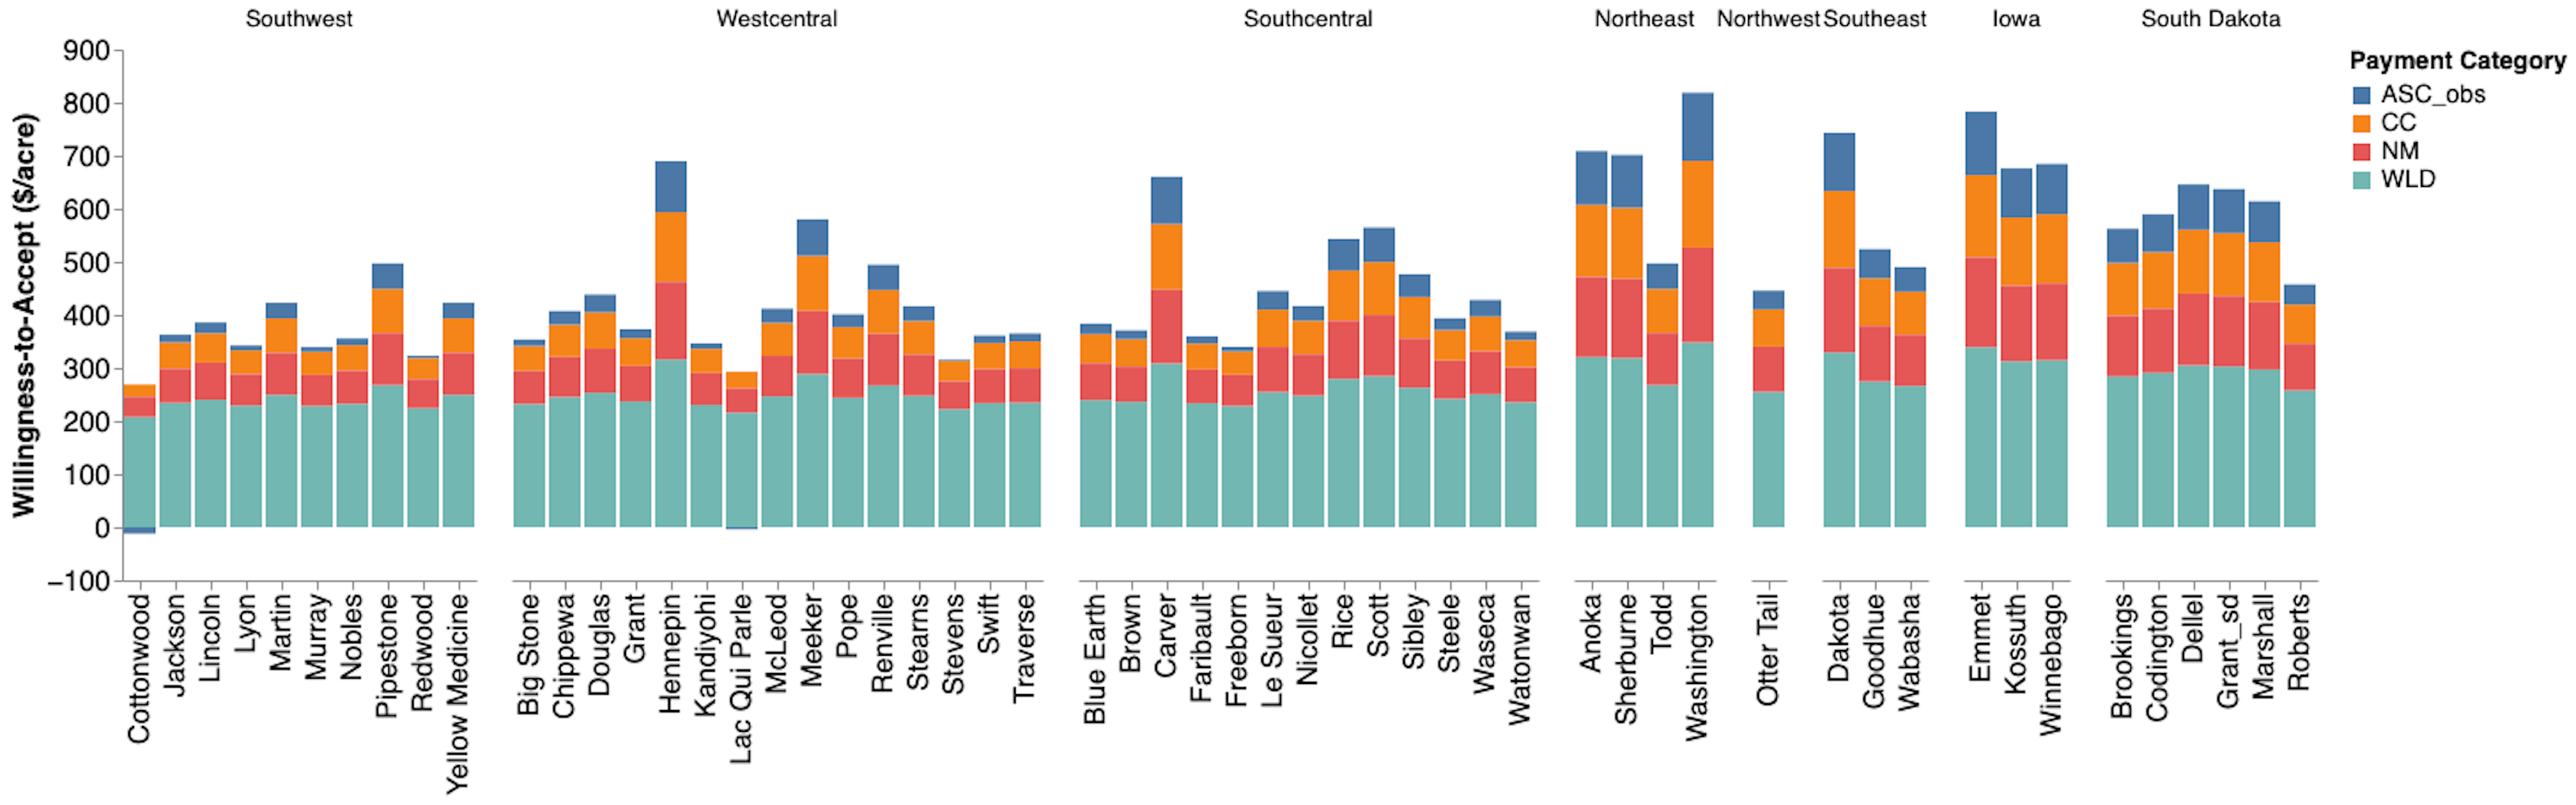 Southwest
Westcentral
Southcentral
Northeast
Northwest
Southeast
Iowa
South Dakota
Willingness-to-Accept ($/acre)
900
800
700
600
500
400
300
200
100
0
−100
Payment Category
ASC_obs
CC
NM
WLD
Cottonwood
Jackson
Lincoln
Lyon
Martin
Murray
Nobles
Pipestone
Redwood
Yellow Medicine
Big Stone
Chippewa
Douglas
Grant
Hennepin
Kandiyohi
Lac Qui Parle
McLeod
Meeker
Pope
Renville
Stearns
Stevens
Swift
Traverse
Blue Earth
Brown
Carver
Faribault
Freeborn
Le Sueur
Nicollet
Rice
Scott
Sibley
Steele
Waseca
Watonwan
Anoka
Sherburne
Todd
Washington
Otter Tail
Dakota
Goodhue
Wabasha
Emmet
Kossuth
Winnebago
Brookings
Codington
Dellel
Grant_sd
Marshall
Roberts